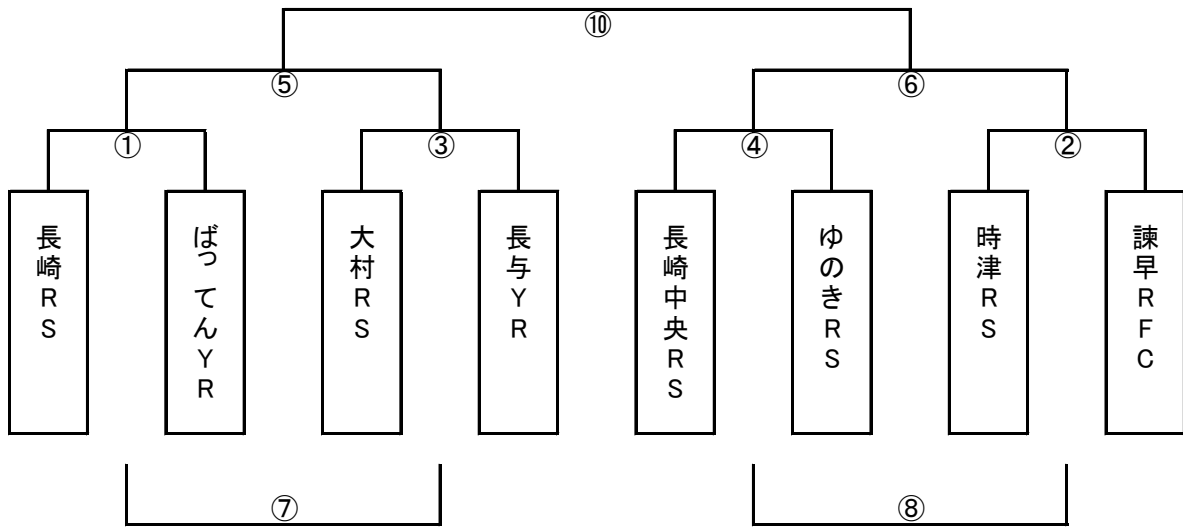 ⑩
⑤
⑥
①
③
④
②
長崎RS
ばってんYR
大村RS
長与YR
長崎中央RS
ゆのきRS
時津RS
諫早RFC
⑦
⑧